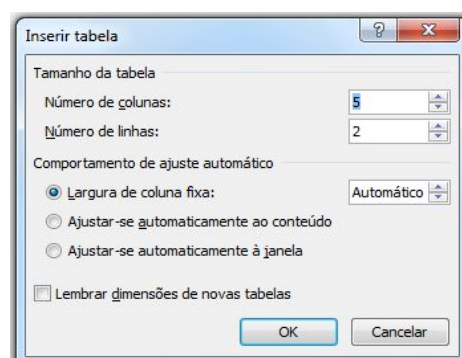 Inserir tabela
Tamanho da tabela
Número de colunas: 5
Número de linhas: 2
Comportamento de ajuste automático
Largura de coluna fixa: Automático
Ajustar-se automaticamente ao conteúdo
Ajustar-se automaticamente à janela
Lembrar dimensões de novas tabelas
OK Cancelar